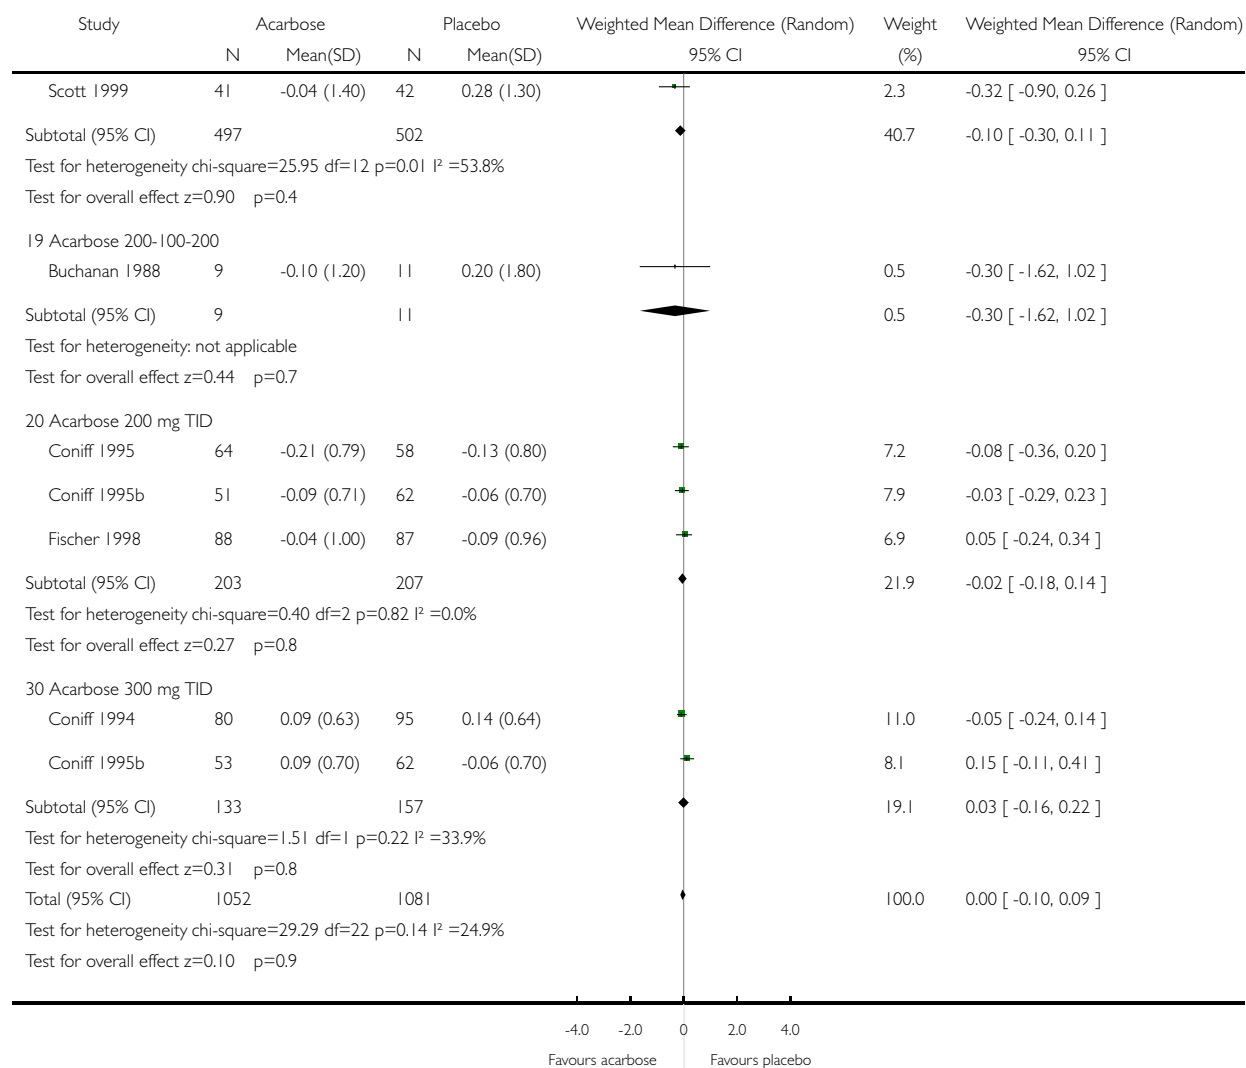 Study Acarbose Placebo Weighted Mean Difference (Random) Weight Weighted Mean Difference (Random)
N Mean(SD) N Mean(SD) 95% CI (%) 95% CI
Scott 1999 41 -0.04 (1.40) 42 0.28 (1.30) 2.3 -0.32 [ -0.90, 0.26 ]
Subtotal (95% CI) 497 502 40.7 -0.10 [ -0.30, 0.11 ]
Test for heterogeneity chi-square=25.95 df=12 p=0.01 I² =53.8%
Test for overall effect z=0.90 p=0.4
19 Acarbose 200-100-200
Buchanan 1988 9 -0.10 (1.20) 11 0.20 (1.80) 0.5 -0.30 [ -1.62, 1.02 ]
Subtotal (95% CI) 9 11 0.5 -0.30 [ -1.62, 1.02 ]
Test for heterogeneity: not applicable
Test for overall effect z=0.44 p=0.7
20 Acarbose 200 mg TID
Coniff 1995 64 -0.21 (0.79) 58 -0.13 (0.80) 7.2 -0.08 [ -0.36, 0.20 ]
Coniff 1995b 51 -0.09 (0.71) 62 -0.06 (0.70) 7.9 -0.03 [ -0.29, 0.23 ]
Fischer 1998 88 -0.04 (1.00) 87 -0.09 (0.96) 6.9 0.05 [ -0.24, 0.34 ]
Subtotal (95% CI) 203 207 21.9 -0.02 [ -0.18, 0.14 ]
Test for heterogeneity chi-square=0.40 df=2 p=0.82 I² =0.0%
Test for overall effect z=0.27 p=0.8
30 Acarbose 300 mg TID
Coniff 1994 80 0.09 (0.63) 95 0.14 (0.64) 11.0 -0.05 [ -0.24, 0.14 ]
Coniff 1995b 53 0.09 (0.70) 62 -0.06 (0.70) 8.1 0.15 [ -0.11, 0.41 ]
Subtotal (95% CI) 133 157 19.1 0.03 [ -0.16, 0.22 ]
Test for heterogeneity chi-square=1.51 df=1 p=0.22 I² =33.9%
Test for overall effect z=0.31 p=0.8
Total (95% CI) 1052 1081 100.0 0.00 [ -0.10, 0.09 ]
Test for heterogeneity chi-square=29.29 df=22 p=0.14 I² =24.9%
Test for overall effect z=0.10 p=0.9
-4.0 -2.0 0 2.0 4.0
Favours acarbose Favours placebo